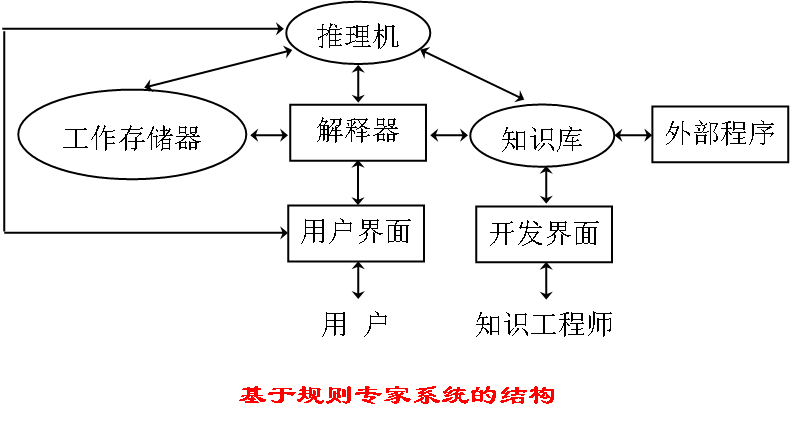 推理机
工作存储器
解释器
知识库
外部程序
用户界面
开发界面
用 户
知识工程师
基于规则专家系统的结构